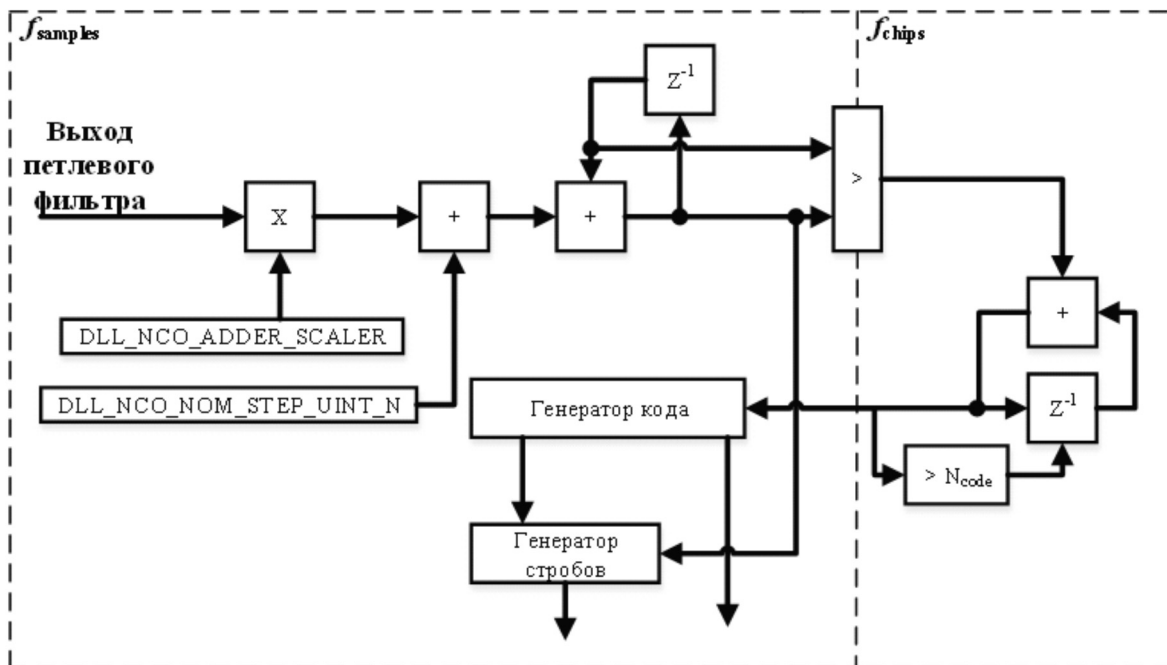 fsamples
fchips
Z-1
Выход
петлевого
фильтра
X
+
+
>
DLL_NCO_ADDER_SCALER
+
DLL_NCO_NOM_STEP_UINT_N
Генератор кода
Z-1
> Ncode
Генератор
стробов